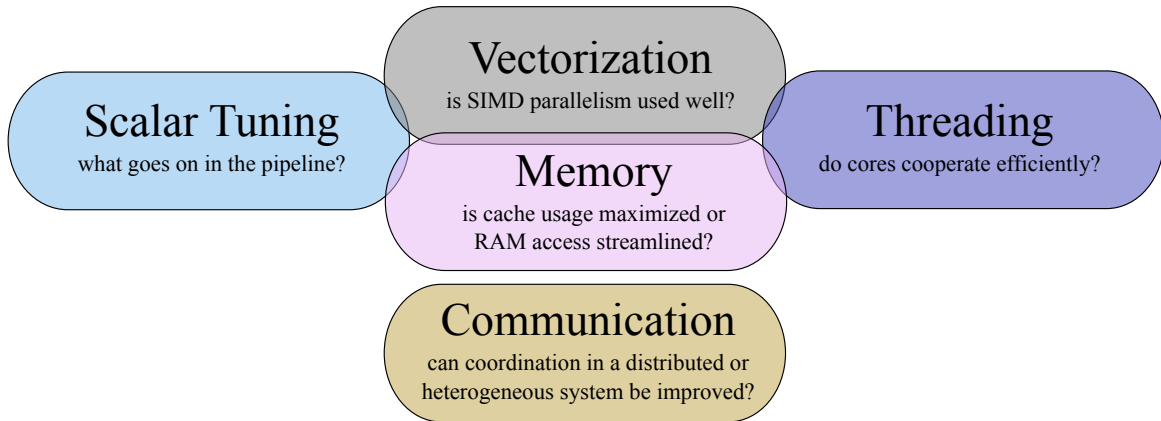 Vectorization
is SIMD parallelism used well?
Scalar Tuning
what goes on in the pipeline?
Threading
do cores cooperate efficiently?
Memory
is cache usage maximized or
RAM access streamlined?
Communication
can coordination in a distributed or
heterogeneous system be improved?